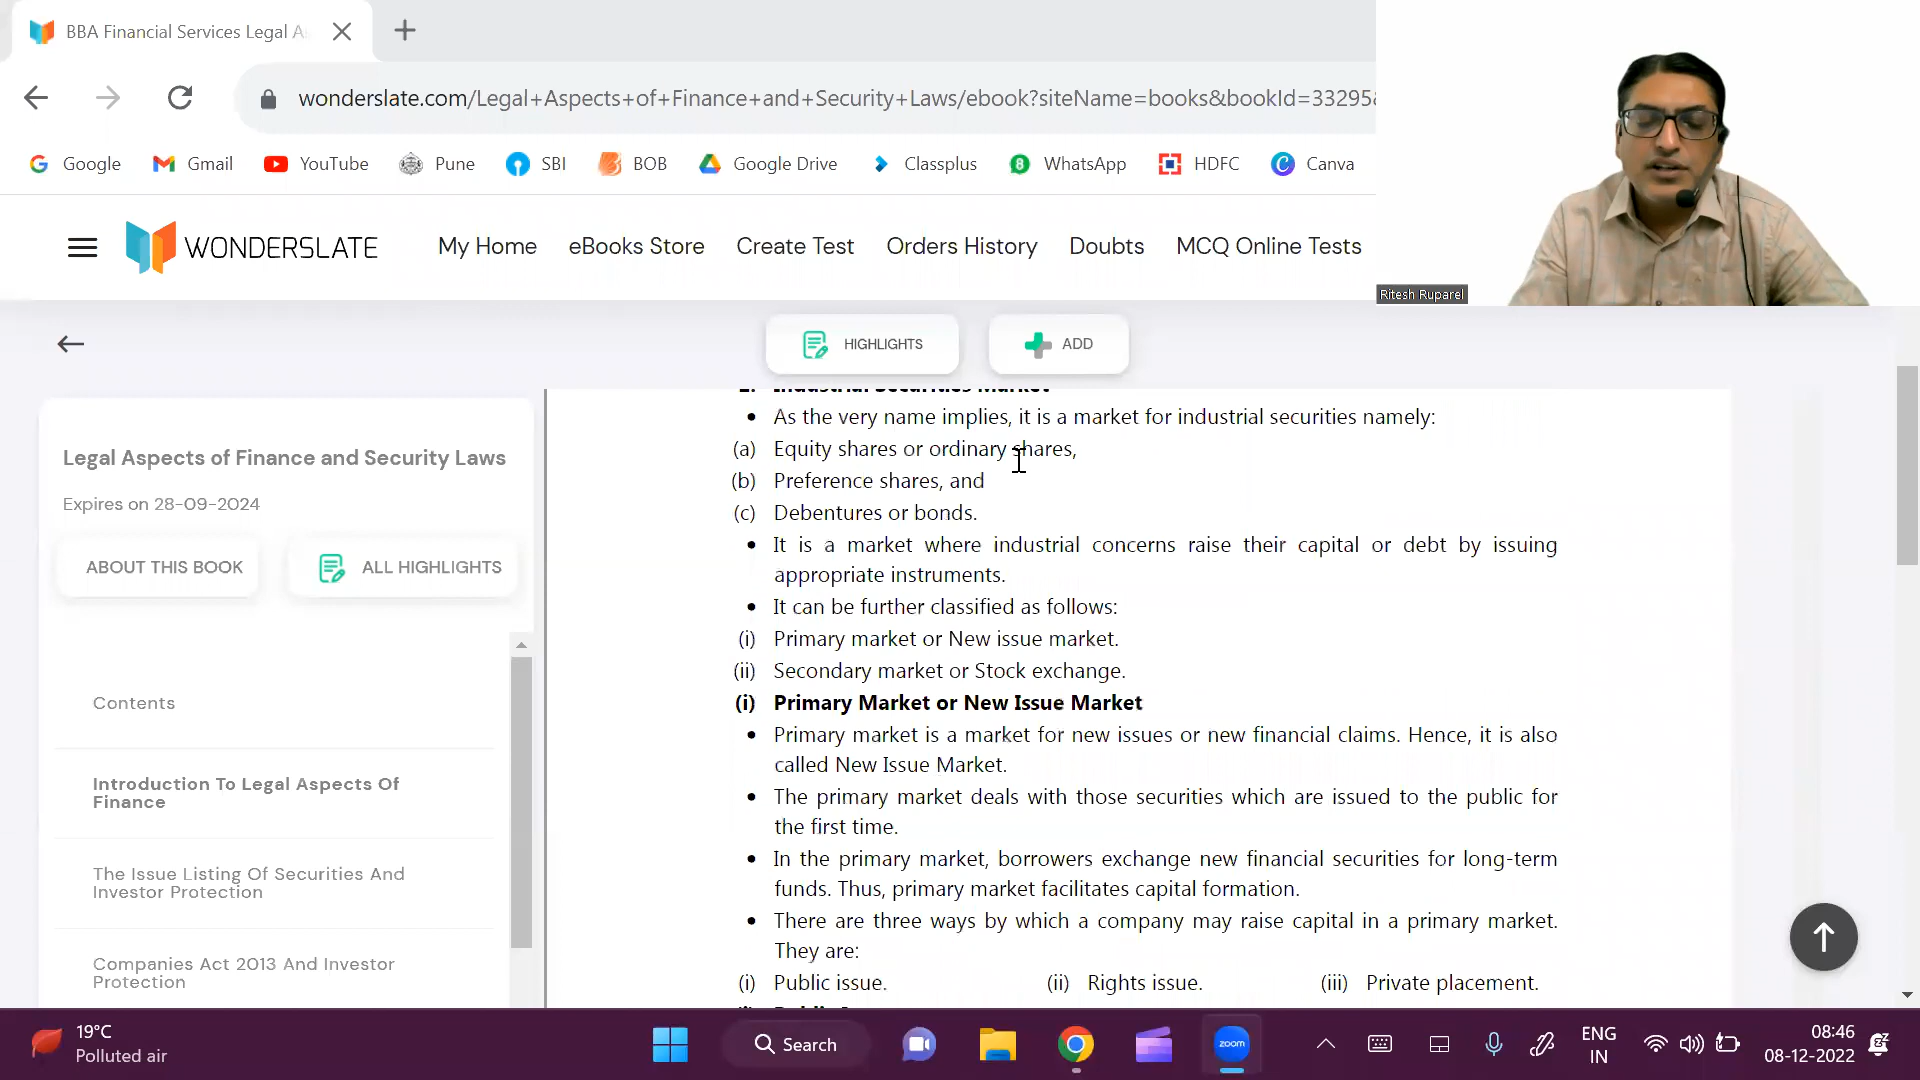 BBA Financial Services Legal A
wonderslate.com/Legal+Aspects+of+Finance+and+Security+Laws/ebook?siteName=books&bookId=33295
Google Gmail YouTube Pune SBI BOB Google Drive Classplus WhatsApp HDFC Canva
WONDERSLATE My Home eBooks Store Create Test Orders History Doubts MCQ Online Tests
Ritesh Ruparel
HIGHLIGHTS ADD
Legal Aspects of Finance and Security Laws
Expires on 28-09-2024
ABOUT THIS BOOK ALL HIGHLIGHTS
Contents
Introduction To Legal Aspects Of
Finance
The Issue Listing Of Securities And
Investor Protection
Companies Act 2013 And Investor
Protection
Industrial Securities Market
• As the very name implies, it is a market for industrial securities namely:
(a) Equity shares or ordinary shares,
(b) Preference shares, and
(c) Debentures or bonds.
• It is a market where industrial concerns raise their capital or debt by issuing
appropriate instruments.
• It can be further classified as follows:
(i) Primary market or New issue market.
(ii) Secondary market or Stock exchange.
(i) Primary Market or New Issue Market
• Primary market is a market for new issues or new financial claims. Hence, it is also
called New Issue Market.
• The primary market deals with those securities which are issued to the public for
the first time.
• In the primary market, borrowers exchange new financial securities for long-term
funds. Thus, primary market facilitates capital formation.
• There are three ways by which a company may raise capital in a primary market.
They are:
(i) Public issue. (ii) Rights issue. (iii) Private placement.
19°C
Polluted air
Search
zoom
ENG
IN
08:46
08-12-2022